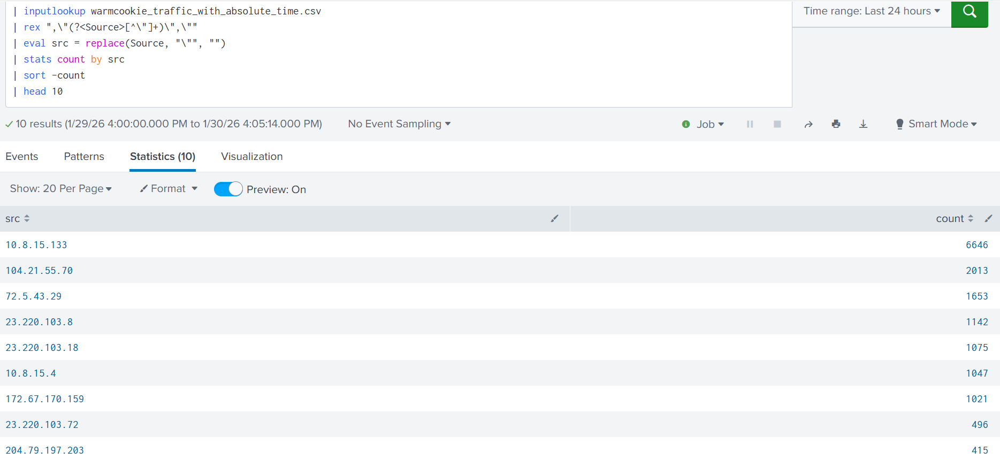 | inputlookup warmcookie_traffic_with_absolute_time.csv
| rex ",\"(?<Source>[^\"]+)\",\""
| eval src = replace(Source, "\"", "")
| stats count by src
| sort -count
| head 10
Time range: Last 24 hours
10 results (1/29/26 4:00:00.000 PM to 1/30/26 4:05:14.000 PM)
No Event Sampling
Job
Smart Mode
Events
Patterns
Statistics (10)
Visualization
Show: 20 Per Page
Format
Preview: On
src count
10.8.15.133 6646
104.21.55.70 2013
72.5.43.29 1653
23.220.103.8 1142
23.220.103.18 1075
10.8.15.4 1047
172.67.170.159 1021
23.220.103.72 496
204.79.197.203 415